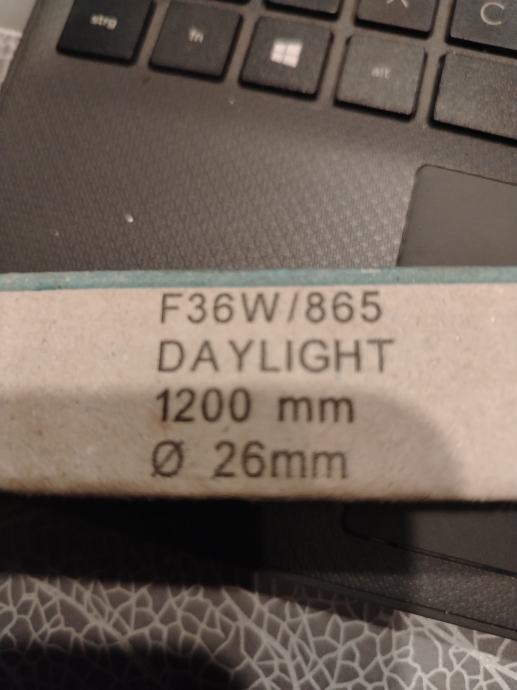 strg fn alt X C
F36W/865
DAYLIGHT
1200 mm
Ø 26mm